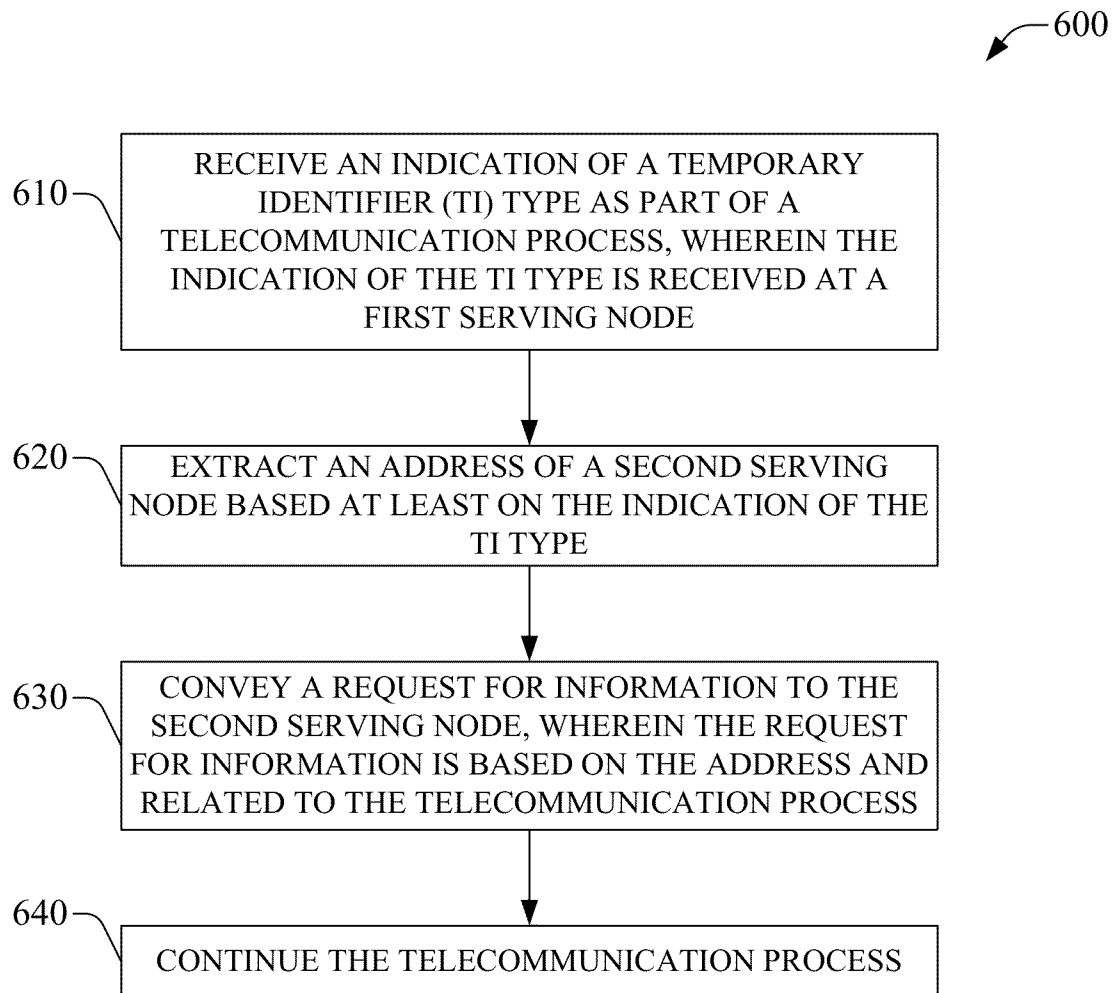 600
610
RECEIVE AN INDICATION OF A TEMPORARY
IDENTIFIER (TI) TYPE AS PART OF A
TELECOMMUNICATION PROCESS, WHEREIN THE
INDICATION OF THE TI TYPE IS RECEIVED AT A
FIRST SERVING NODE
620
EXTRACT AN ADDRESS OF A SECOND SERVING
NODE BASED AT LEAST ON THE INDICATION OF THE
TI TYPE
630
CONVEY A REQUEST FOR INFORMATION TO THE
SECOND SERVING NODE, WHEREIN THE REQUEST
FOR INFORMATION IS BASED ON THE ADDRESS AND
RELATED TO THE TELECOMMUNICATION PROCESS
640
CONTINUE THE TELECOMMUNICATION PROCESS